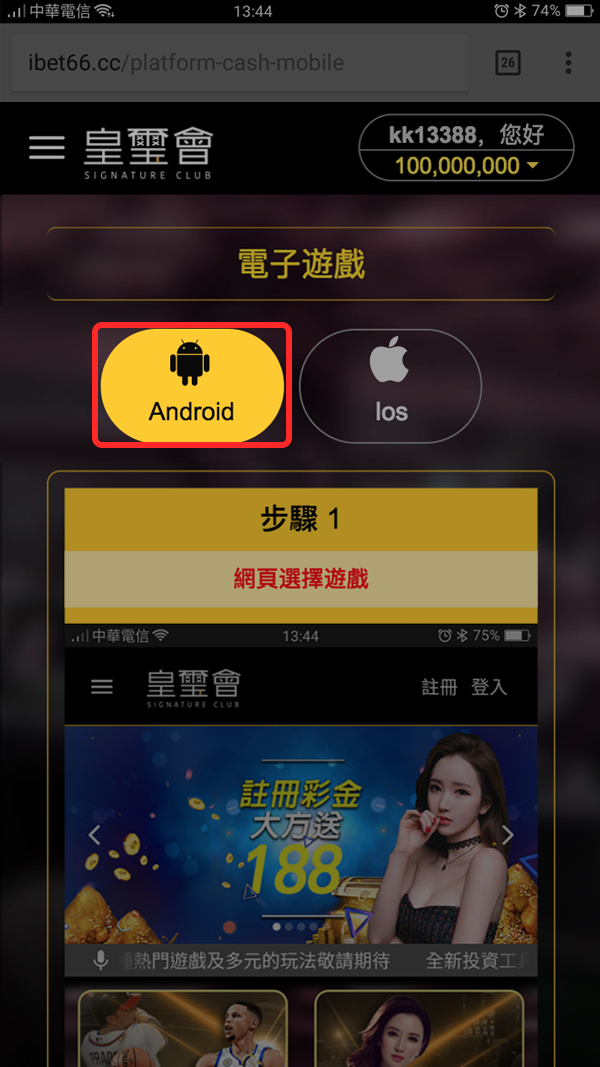 中華電信 13:44 74%
ibet66.cc/platform-cash-mobile 26
皇璽會 kk13388，您好
SIGNATURE CLUB 100,000,000
電子遊戲
Android Ios
步驟 1
網頁選擇遊戲
中華電信 13:44 75%
皇璽會 註冊 登入
SIGNATURE CLUB
註冊彩金
大方送
188
熱門遊戲及多元的玩法敬請期待 全新投資工